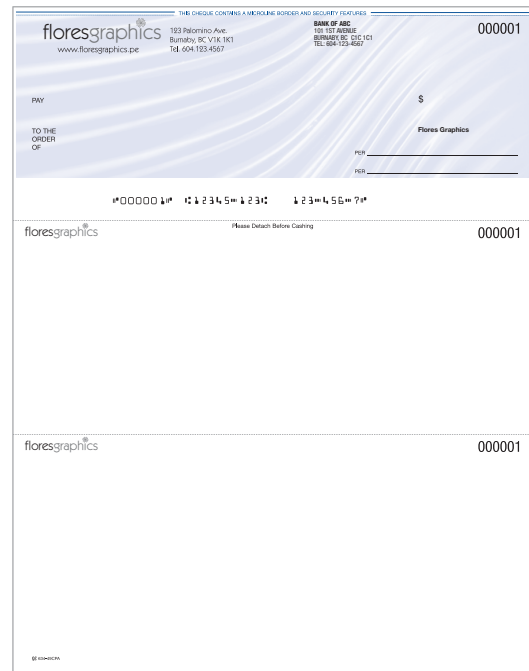 THIS CHEQUE CONTAINS A MICROLINE BORDER AND SECURITY FEATURES
floresgraphics
www.floresgraphics.pe
123 Palomino Ave.
Burnaby, BC V1K 1K1
Tel. 604.123.4567
BANK OF ABC
101 1ST AVENUE
BURNABY, BC C1C 1C1
TEL: 604-123-4567
000001
PAY
$
TO THE
ORDER
OF
Flores Graphics
PER
PER
⑈000001⑈ ⑆12345⑉123⑆ 123⑉456⑉7⑈
floresgraphics
Please Detach Before Cashing
000001
floresgraphics
000001